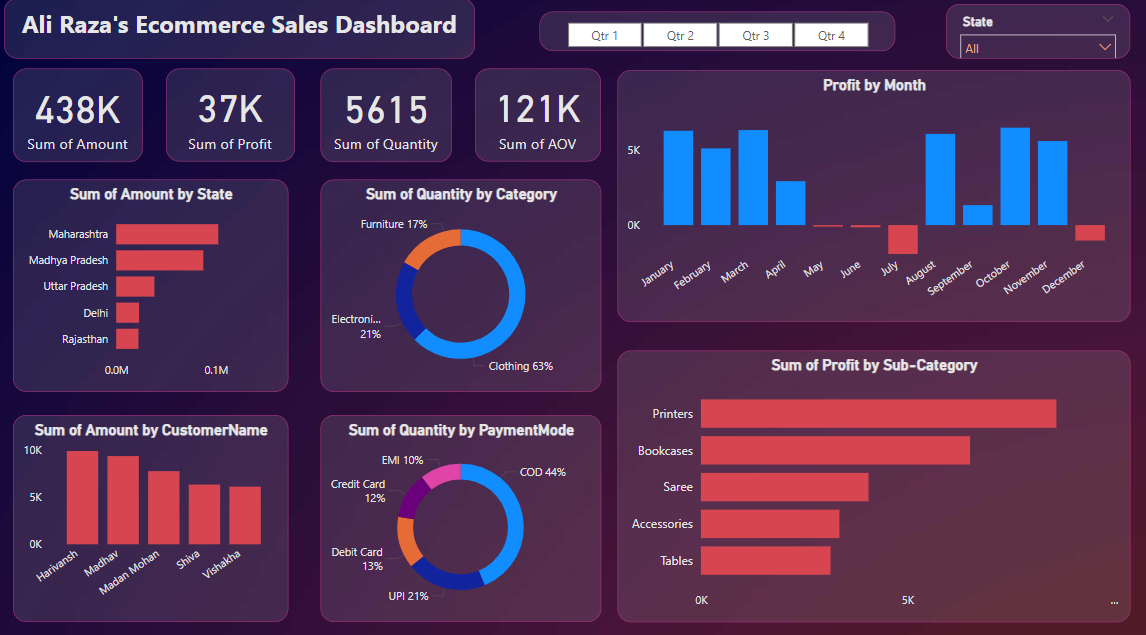 Ali Raza's Ecommerce Sales Dashboard
Qtr 1
Qtr 2
Qtr 3
Qtr 4
State
All
438K
Sum of Amount
37K
Sum of Profit
5615
Sum of Quantity
121K
Sum of AOV
Profit by Month
5K
0K
January
February
March
April
May
June
July
August
September
October
November
December
Sum of Amount by State
Maharashtra
Madhya Pradesh
Uttar Pradesh
Delhi
Rajasthan
0.0M
0.1M
Sum of Quantity by Category
Furniture 17%
Electroni...
21%
Clothing 63%
Sum of Profit by Sub-Category
Printers
Bookcases
Saree
Accessories
Tables
0K
5K
...
Sum of Amount by CustomerName
10K
5K
0K
Harivansh
Madhav
Madan Mohan
Shiva
Vishakha
Sum of Quantity by PaymentMode
EMI 10%
COD 44%
Credit Card
12%
Debit Card
13%
UPI 21%